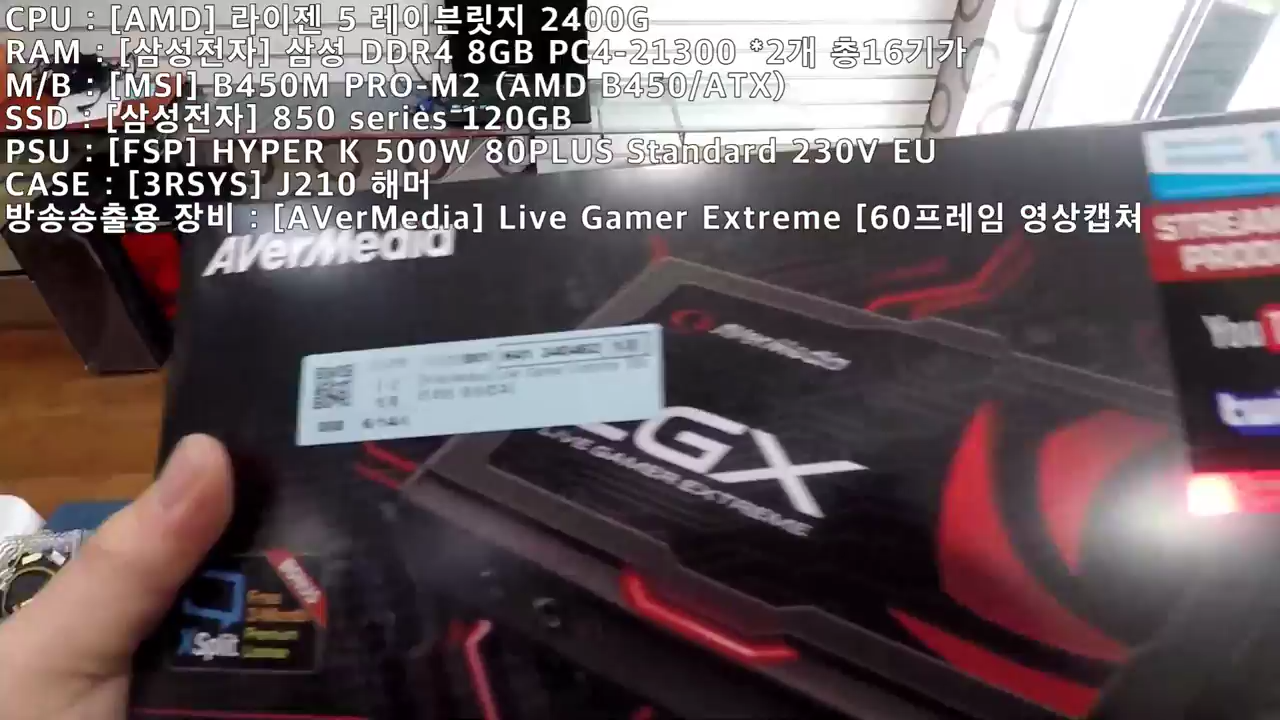 CPU : [AMD] 라이젠 5 레이븐릿지 2400G
RAM : [삼성전자] 삼성 DDR4 8GB PC4-21300 *2개 총16기가
M/B : [MSI] B450M PRO-M2 (AMD B450/ATX)
SSD : [삼성전자] 850 series 120GB
PSU : [FSP] HYPER K 500W 80PLUS Standard 230V EU
CASE : [3RSYS] J210 해머
방송송출용 장비 : [AVerMedia] Live Gamer Extreme [60프레임 영상캡쳐
AVerMedia
AVerMedia
LGX
LIVE GAMER EXTREME
You
XSplit